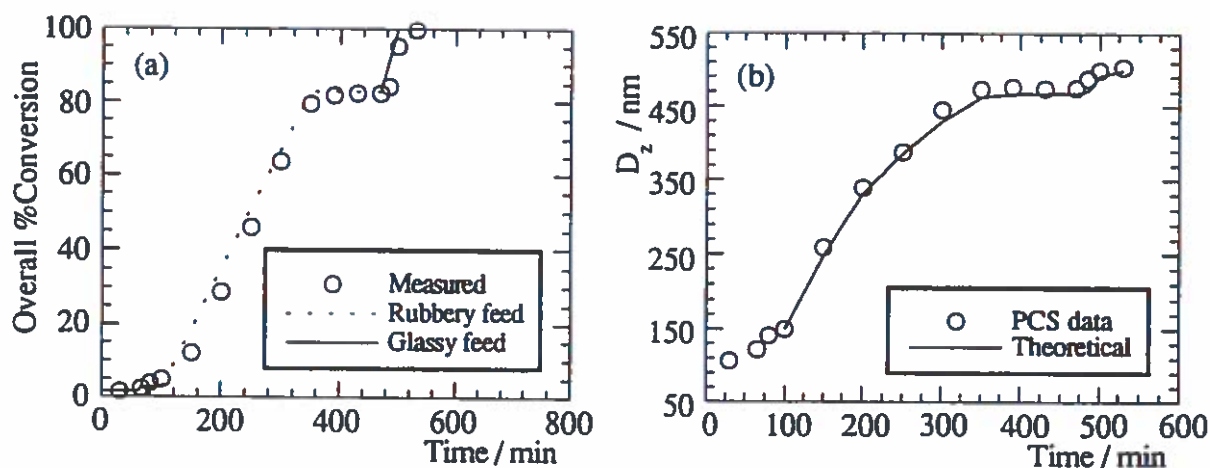 Overall %Conversion
100
80
60
40
20
0
(a)
Measured
Rubbery feed
Glassy feed
0 200 400 600 800
Time / min
D_z / nm
550
450
350
250
150
50
(b)
PCS data
Theoretical
0 100 200 300 400 500 600
Time / min